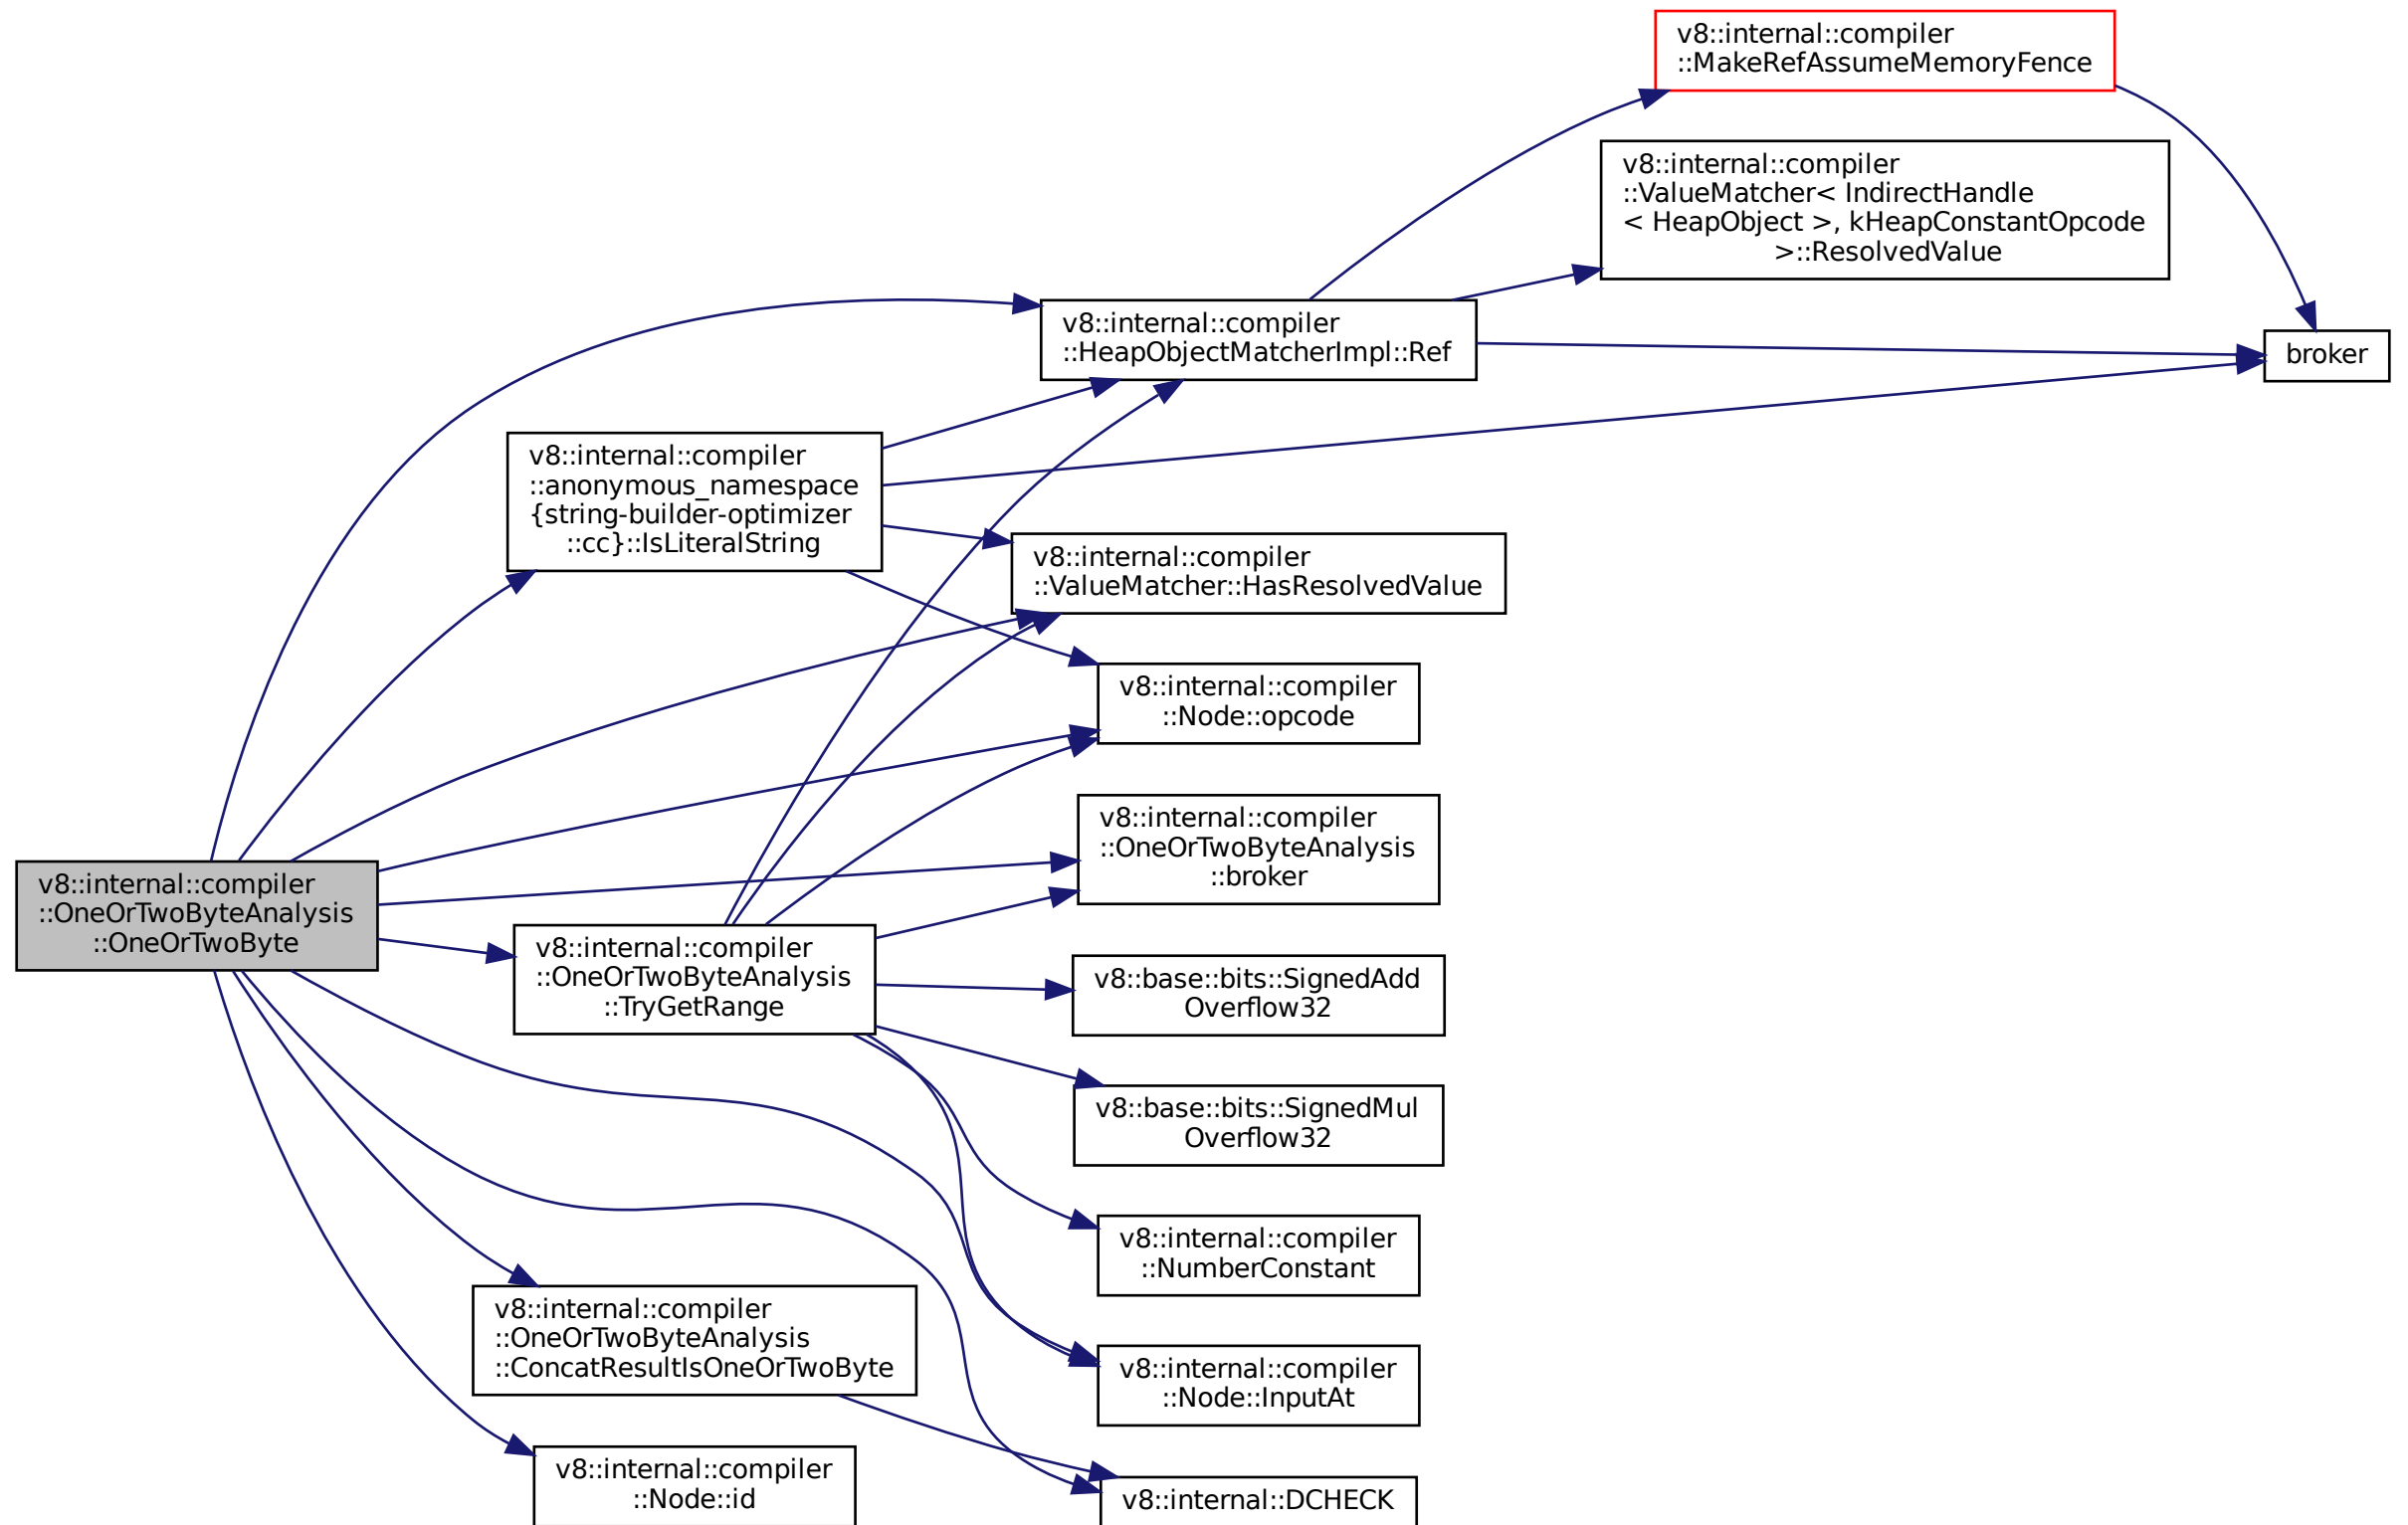 v8::internal::compiler
::MakeRefAssumeMemoryFence
v8::internal::compiler
::ValueMatcher< IndirectHandle
< HeapObject >, kHeapConstantOpcode
>::ResolvedValue
v8::internal::compiler
::HeapObjectMatcherImpl::Ref
broker
v8::internal::compiler
::anonymous_namespace
{string-builder-optimizer
::cc}::IsLiteralString
v8::internal::compiler
::ValueMatcher::HasResolvedValue
v8::internal::compiler
::Node::opcode
v8::internal::compiler
::OneOrTwoByteAnalysis
::broker
v8::internal::compiler
::OneOrTwoByteAnalysis
::OneOrTwoByte
v8::internal::compiler
::OneOrTwoByteAnalysis
::TryGetRange
v8::base::bits::SignedAdd
Overflow32
v8::base::bits::SignedMul
Overflow32
v8::internal::compiler
::NumberConstant
v8::internal::compiler
::OneOrTwoByteAnalysis
::ConcatResultIsOneOrTwoByte
v8::internal::compiler
::Node::InputAt
v8::internal::compiler
::Node::id
v8::internal::DCHECK